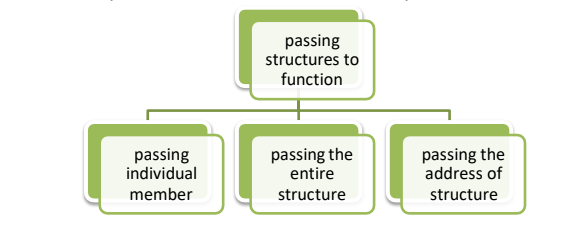 passing
structures to
function
passing
individual
member
passing the
entire
structure
passing the
address of
structure